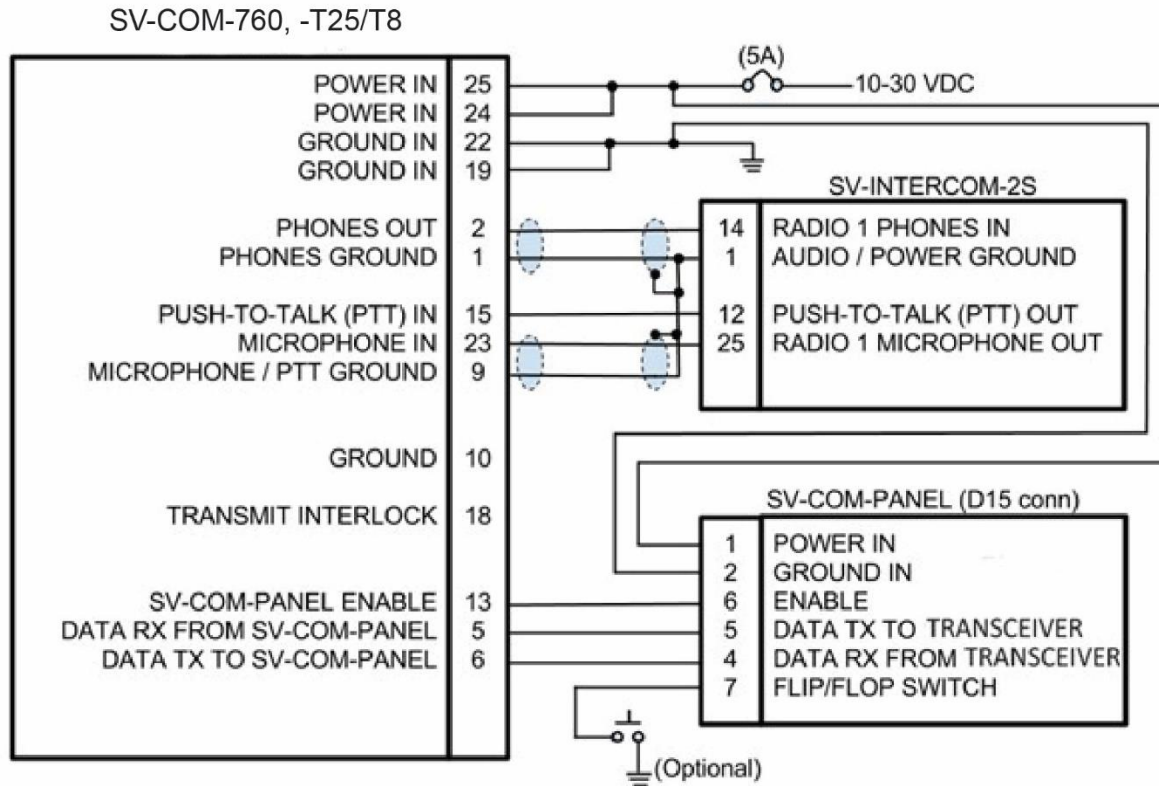 SV-COM-760, -T25/T8
POWER IN 25
POWER IN 24
GROUND IN 22
GROUND IN 19
PHONES OUT 2
PHONES GROUND 1
PUSH-TO-TALK (PTT) IN 15
MICROPHONE IN 23
MICROPHONE / PTT GROUND 9
GROUND 10
TRANSMIT INTERLOCK 18
SV-COM-PANEL ENABLE 13
DATA RX FROM SV-COM-PANEL 5
DATA TX TO SV-COM-PANEL 6
(5A)
10-30 VDC
SV-INTERCOM-2S
14 RADIO 1 PHONES IN
1 AUDIO / POWER GROUND
12 PUSH-TO-TALK (PTT) OUT
25 RADIO 1 MICROPHONE OUT
SV-COM-PANEL (D15 conn)
1 POWER IN
2 GROUND IN
6 ENABLE
5 DATA TX TO TRANSCEIVER
4 DATA RX FROM TRANSCEIVER
7 FLIP/FLOP SWITCH
(Optional)